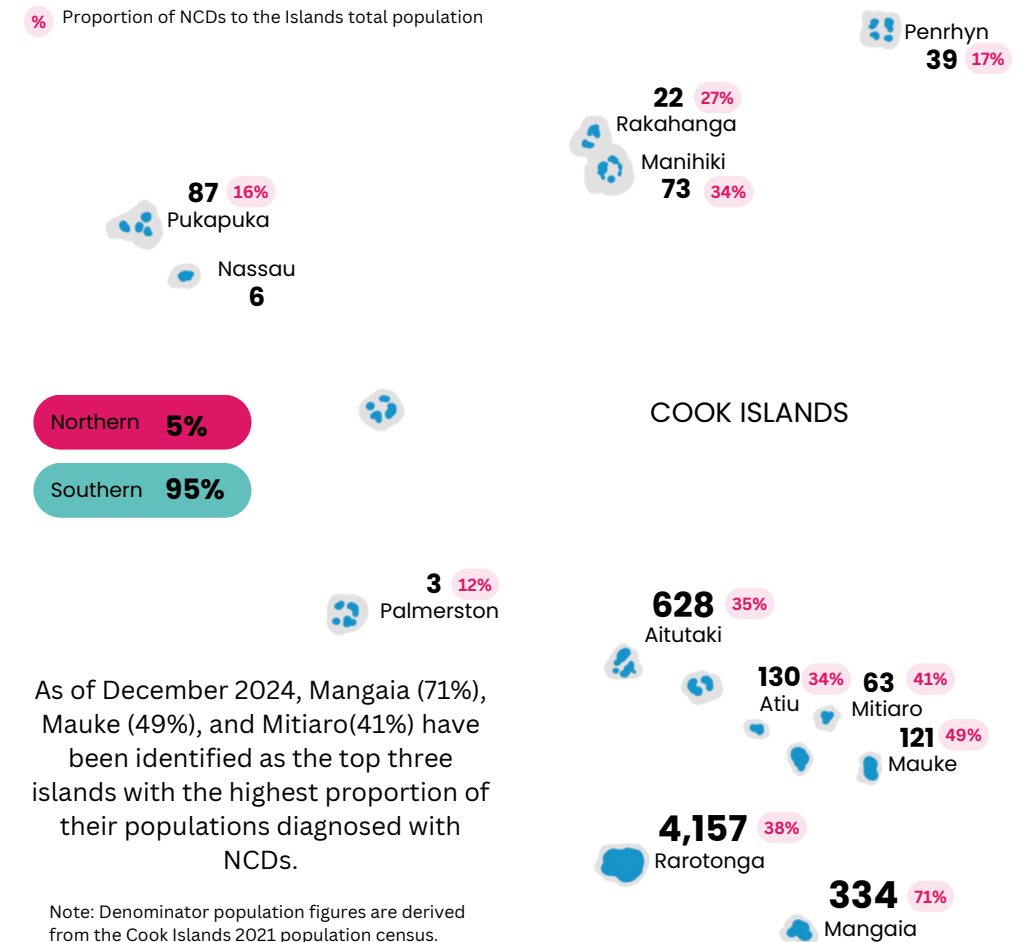 % Proportion of NCDs to the Islands total population
Penrhyn
39 17%
22 27%
Rakahanga
Manihiki
73 34%
87 16%
Pukapuka
Nassau
6
Northern 5%
Southern 95%
COOK ISLANDS
3 12%
Palmerston
628 35%
Aitutaki
130 34%
Atiu
63 41%
Mitiaro
121 49%
Mauke
4,157 38%
Rarotonga
334 71%
Mangaia
As of December 2024, Mangaia (71%),
Mauke (49%), and Mitiaro(41%) have
been identified as the top three
islands with the highest proportion of
their populations diagnosed with
NCDs.
Note: Denominator population figures are derived
from the Cook Islands 2021 population census.